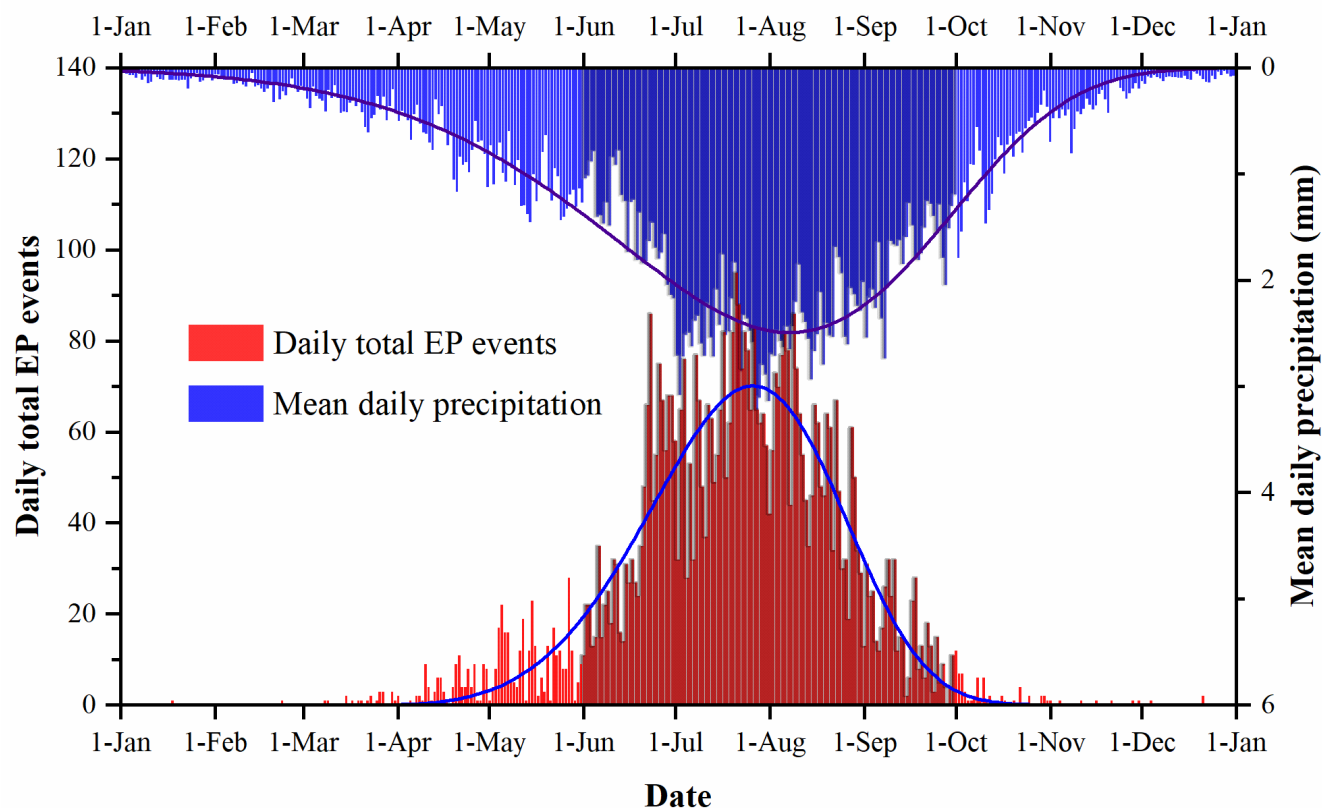 1-Jan 1-Feb 1-Mar 1-Apr 1-May 1-Jun 1-Jul 1-Aug 1-Sep 1-Oct 1-Nov 1-Dec 1-Jan
140 0
120
100
2
80
60
4
40
20
0 6
Daily total EP events
Mean daily precipitation (mm)
Daily total EP events
Mean daily precipitation
1-Jan 1-Feb 1-Mar 1-Apr 1-May 1-Jun 1-Jul 1-Aug 1-Sep 1-Oct 1-Nov 1-Dec 1-Jan
Date